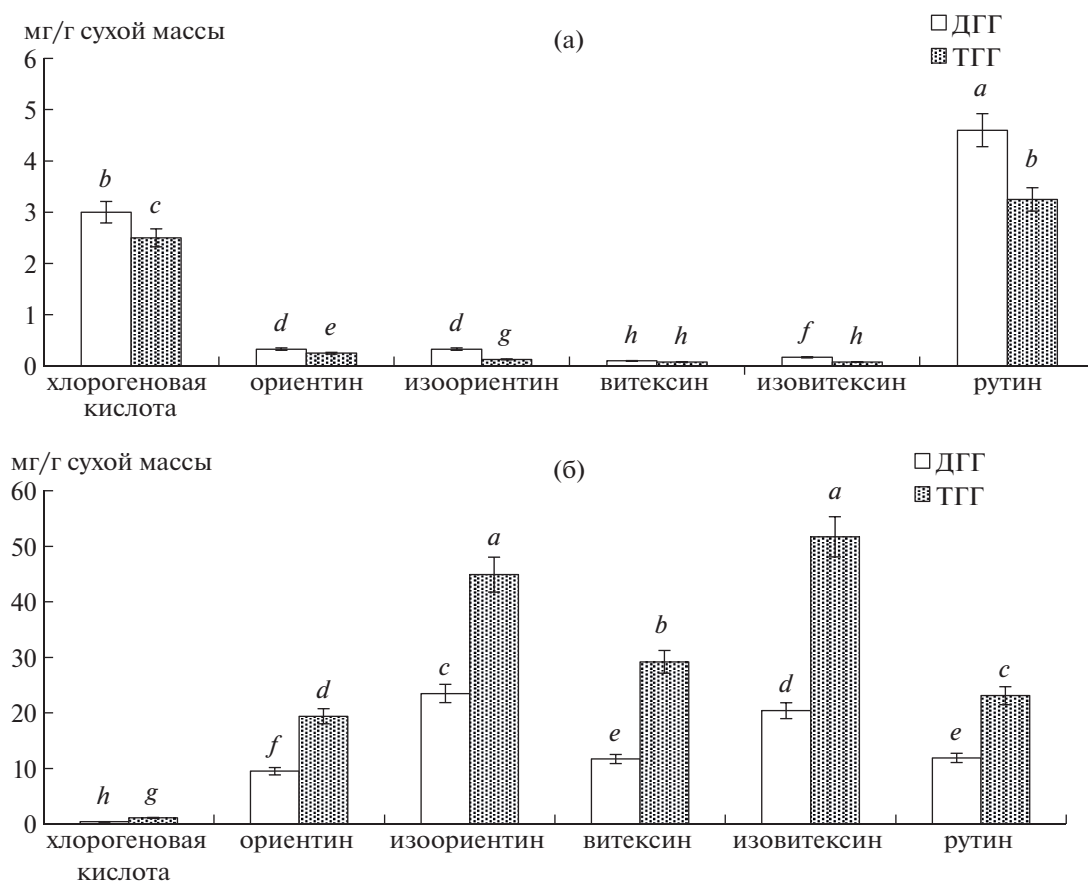 мг/г сухой массы
(а)
ДГГ
ТГГ
6
5
4
3
2
1
0
b
c
d
e
d
g
h
h
f
h
a
b
хлорогеновая
кислота
ориентин
изоориентин
витексин
изовитексин
рутин
мг/г сухой массы
(б)
ДГГ
ТГГ
60
50
40
30
20
10
0
h
g
f
d
c
a
e
b
d
a
e
c
хлорогеновая
кислота
ориентин
изоориентин
витексин
изовитексин
рутин